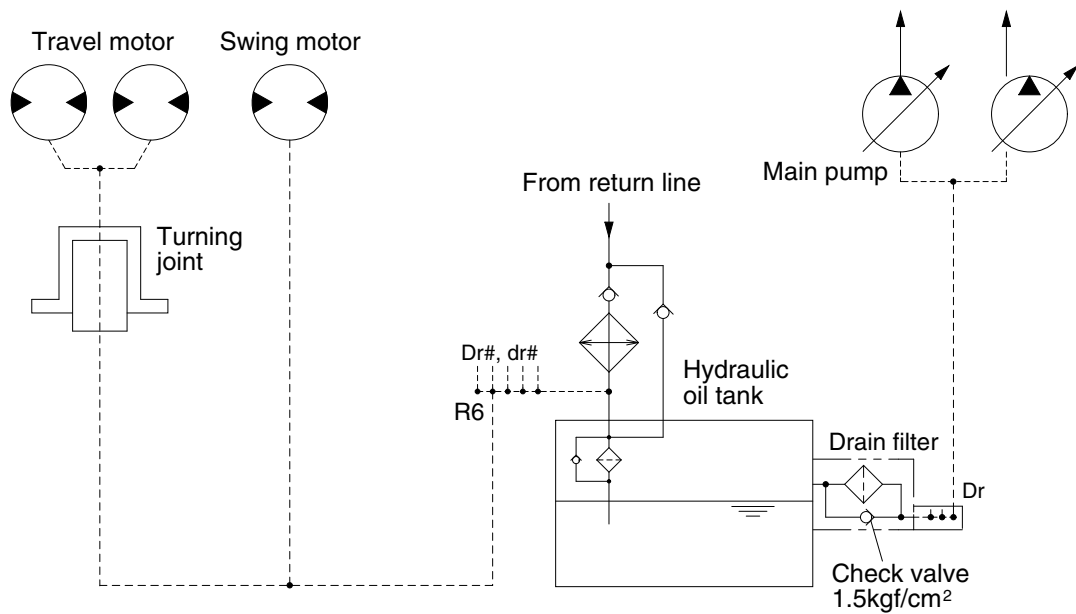 Travel motor
Swing motor
Main pump
From return line
Turning
joint
Dr#, dr#
R6
Hydraulic
oil tank
Drain filter
Dr
Check valve
1.5kgf/cm²